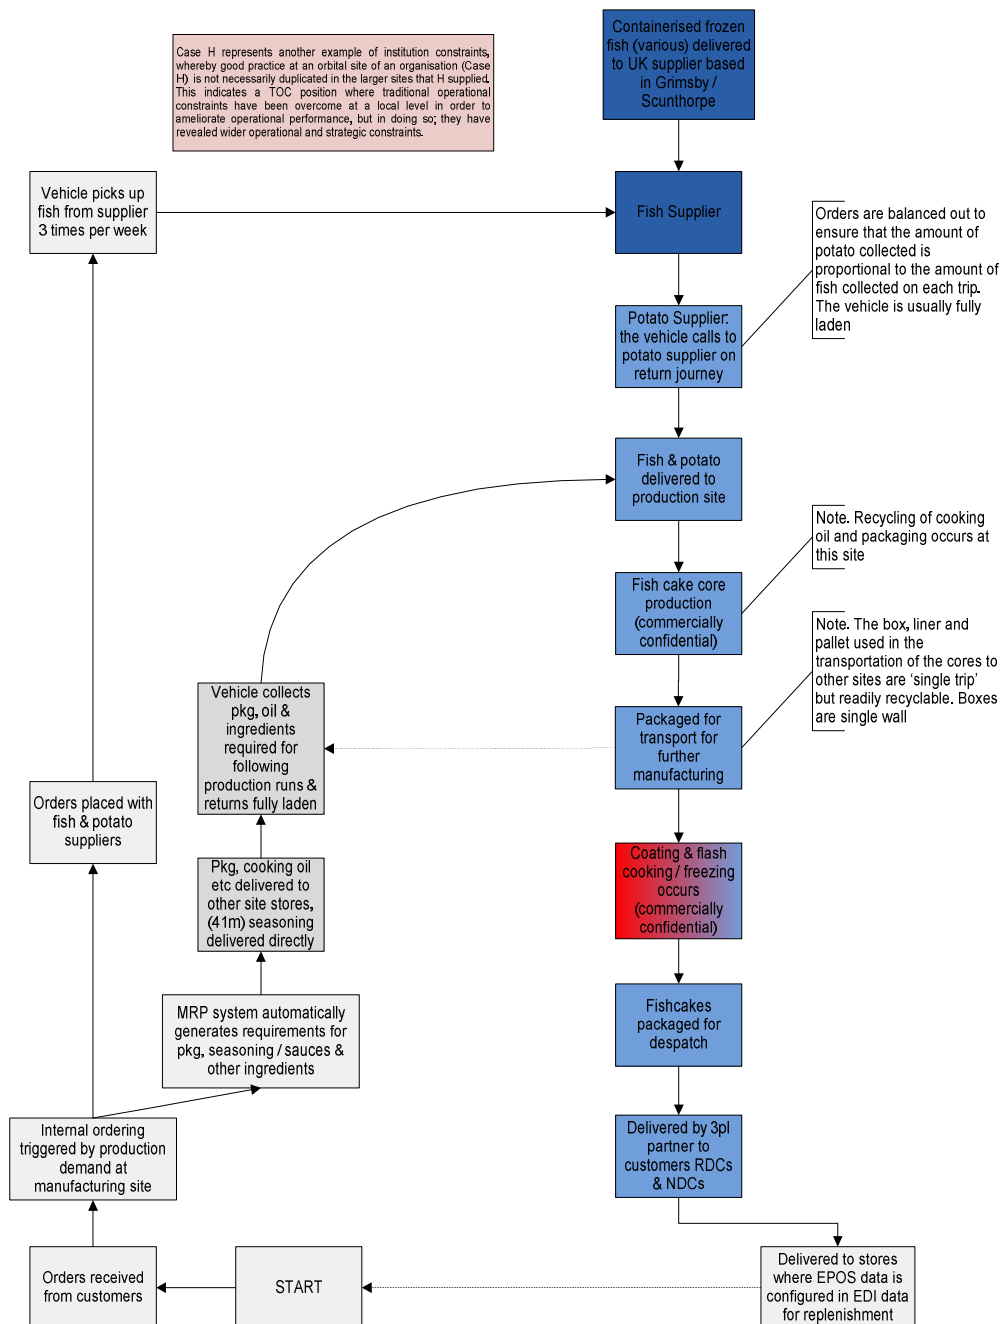 Case H represents another example of institution constraints,
whereby good practice at an orbital site of an organisation (Case
H) is not necessarily duplicated in the larger sites that H supplied.
This indicates a TOC position where traditional operational
constraints have been overcome at a local level in order to
ameliorate operational performance, but in doing so; they have
revealed wider operational and strategic constraints.
Containerised frozen
fish (various) delivered
to UK supplier based
in Grimsby /
Scunthorpe
Vehicle picks up
fish from supplier
3 times per week
Fish Supplier
Orders are balanced out to
ensure that the amount of
potato collected is
proportional to the amount of
fish collected on each trip.
The vehicle is usually fully
laden
Potato Supplier:
the vehicle calls to
potato supplier on
return journey
Fish & potato
delivered to
production site
Note. Recycling of cooking
oil and packaging occurs at
this site
Fish cake core
production
(commercially
confidential)
Note. The box, liner and
pallet used in the
transportation of the cores to
other sites are ‘single trip’
but readily recyclable. Boxes
are single wall
Vehicle collects
pkg, oil &
ingredients
required for
following
production runs &
returns fully laden
Packaged for
transport for
further
manufacturing
Orders placed with
fish & potato
suppliers
Pkg, cooking oil
etc delivered to
other site stores,
(41m) seasoning
delivered directly
Coating & flash
cooking / freezing
occurs
(commercially
confidential)
MRP system automatically
generates requirements for
pkg, seasoning / sauces &
other ingredients
Fishcakes
packaged for
despatch
Internal ordering
triggered by production
demand at
manufacturing site
Delivered by 3pl
partner to
customers RDCs
& NDCs
Orders received
from customers
START
Delivered to stores
where EPOS data is
configured in EDI data
for replenishment